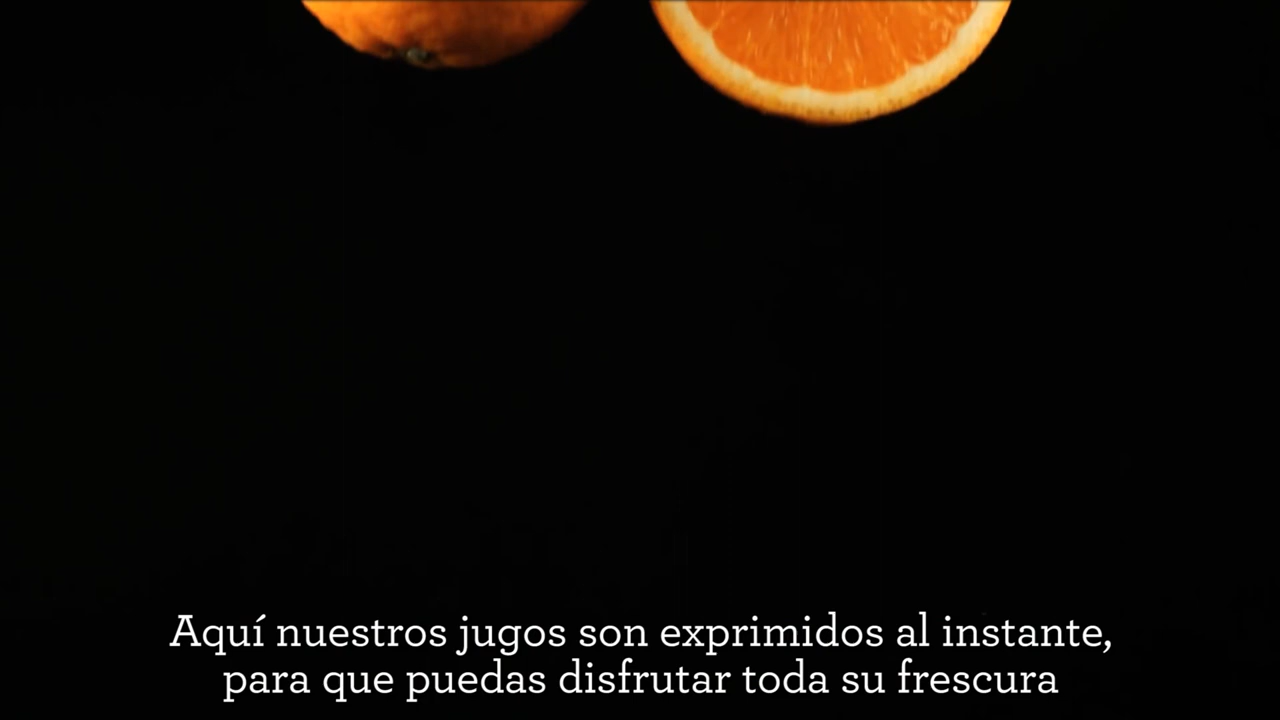 Aquí nuestros jugos son exprimidos al instante,
para que puedas disfrutar toda su frescura